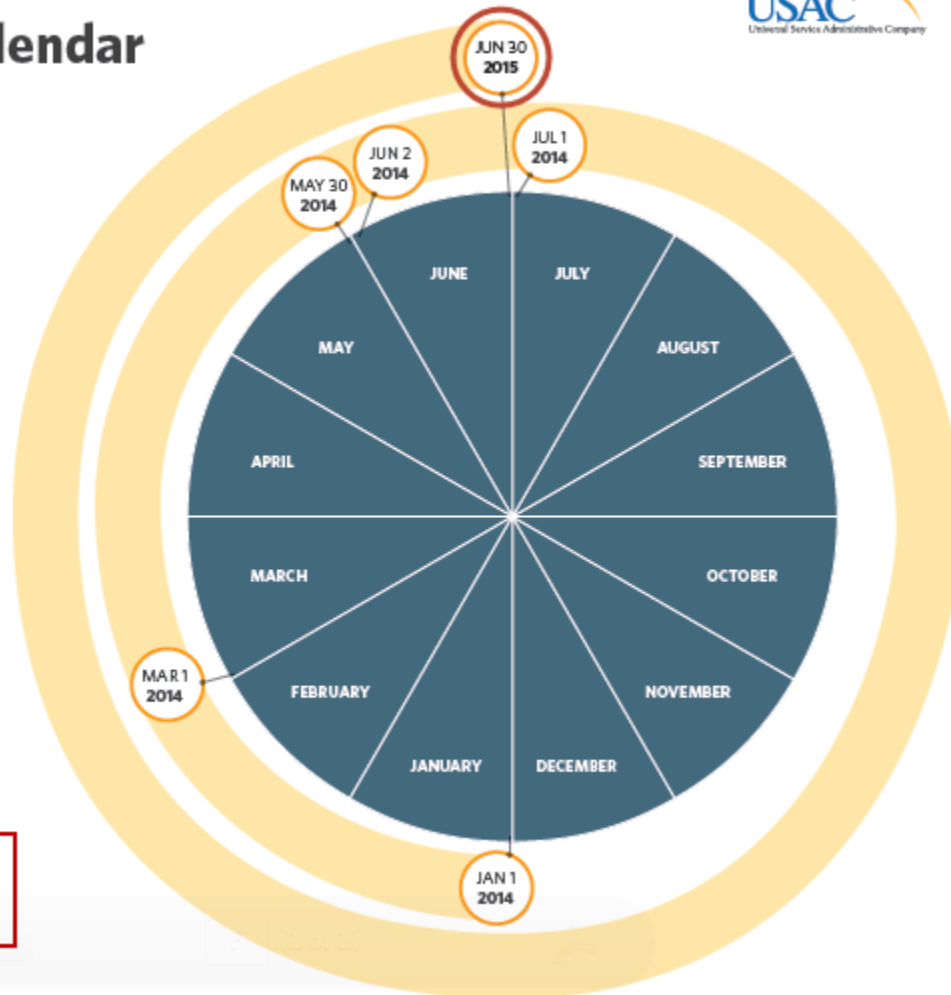 lendar
USAC
Universal Service Administrative Company
JUN 30
2015
JUL 1
2014
JUN 2
2014
MAY 30
2014
JUNE
JULY
MAY
AUGUST
APRIL
SEPTEMBER
MARCH
OCTOBER
MAR 1
2014
FEBRUARY
NOVEMBER
JANUARY
DECEMBER
JAN 1
2014